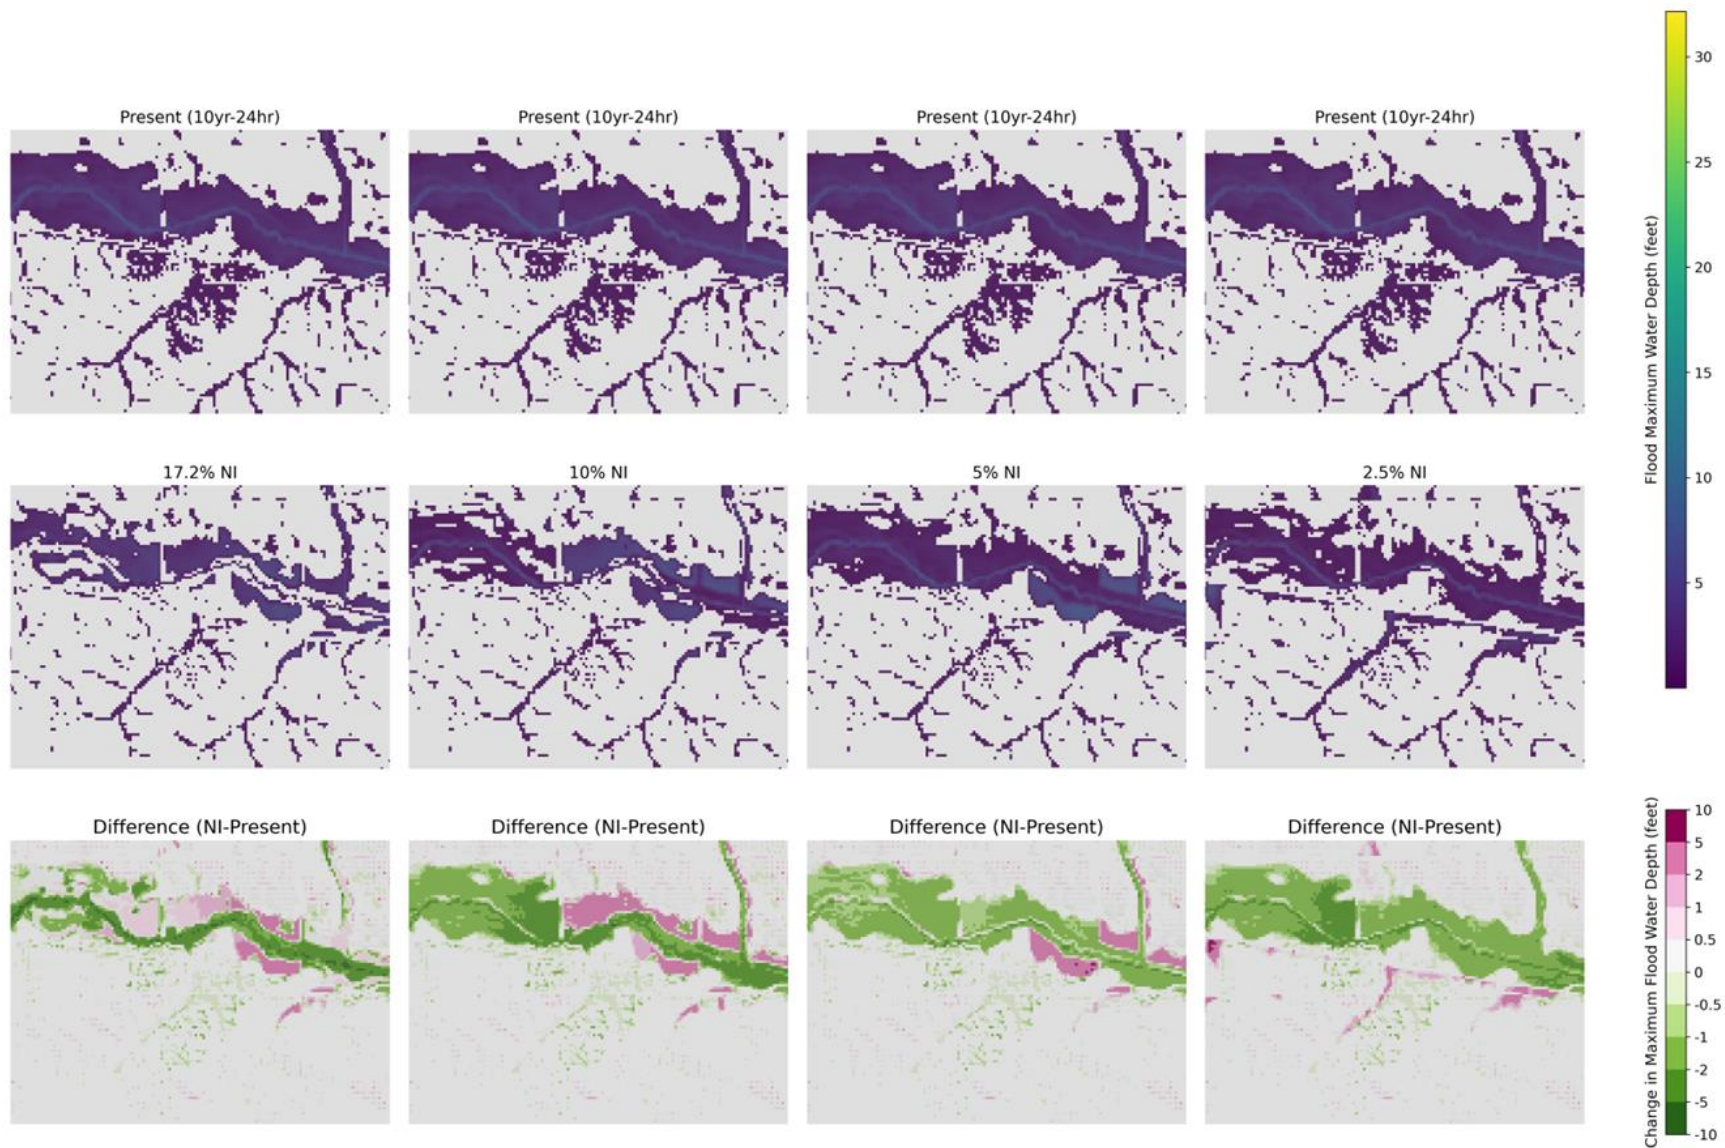 Present (10yr-24hr)
Present (10yr-24hr)
Present (10yr-24hr)
Present (10yr-24hr)
30
25
20
15
10
5
Flood Maximum Water Depth (feet)
17.2% NI
10% NI
5% NI
2.5% NI
Difference (NI-Present)
Difference (NI-Present)
Difference (NI-Present)
Difference (NI-Present)
10
5
2
1
0.5
0
-0.5
-1
-2
-5
-10
Change in Maximum Flood Water Depth (feet)